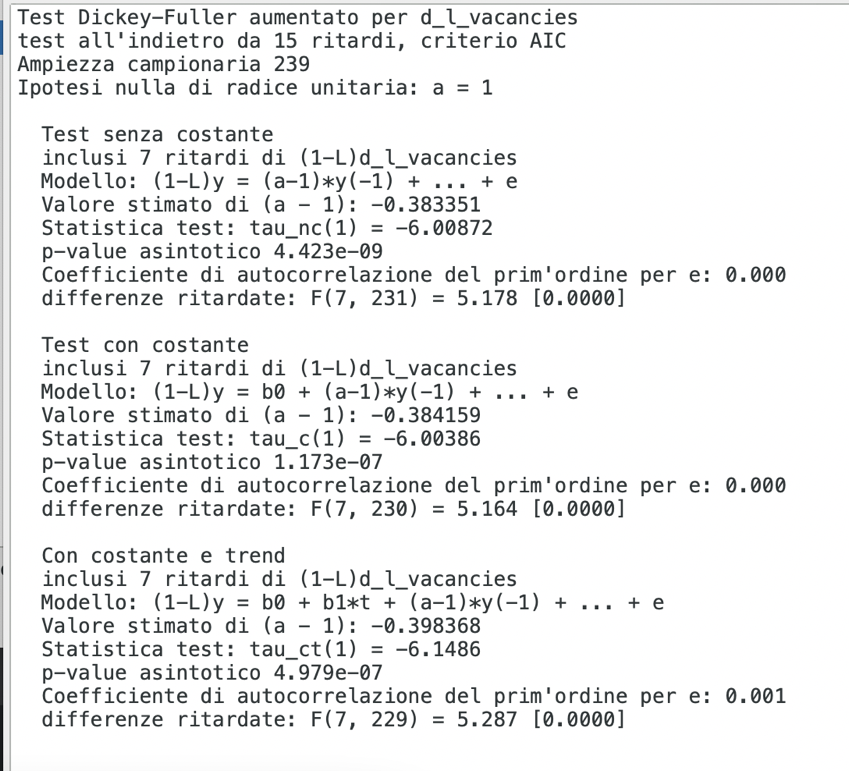 Test Dickey-Fuller aumentato per d_l_vacancies
test all'indietro da 15 ritardi, criterio AIC
Ampiezza campionaria 239
Ipotesi nulla di radice unitaria: a = 1
Test senza costante
inclusi 7 ritardi di (1-L)d_l_vacancies
Modello: (1-L)y = (a-1)*y(-1) + ... + e
Valore stimato di (a - 1): -0.383351
Statistica test: tau_nc(1) = -6.00872
p-value asintotico 4.423e-09
Coefficiente di autocorrelazione del prim'ordine per e: 0.000
differenze ritardate: F(7, 231) = 5.178 [0.0000]
Test con costante
inclusi 7 ritardi di (1-L)d_l_vacancies
Modello: (1-L)y = b0 + (a-1)*y(-1) + ... + e
Valore stimato di (a - 1): -0.384159
Statistica test: tau_c(1) = -6.00386
p-value asintotico 1.173e-07
Coefficiente di autocorrelazione del prim'ordine per e: 0.000
differenze ritardate: F(7, 230) = 5.164 [0.0000]
Con costante e trend
inclusi 7 ritardi di (1-L)d_l_vacancies
Modello: (1-L)y = b0 + b1*t + (a-1)*y(-1) + ... + e
Valore stimato di (a - 1): -0.398368
Statistica test: tau_ct(1) = -6.1486
p-value asintotico 4.979e-07
Coefficiente di autocorrelazione del prim'ordine per e: 0.001
differenze ritardate: F(7, 229) = 5.287 [0.0000]